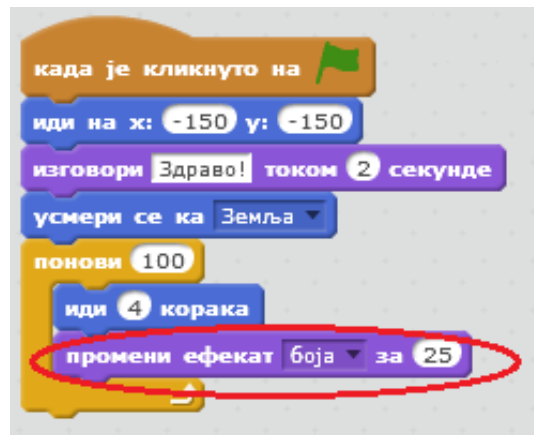 када је кликнуто на
иди на x: -150 y: -150
изговори Здраво! током 2 секунде
усмери се ка Земља
понови 100
иди 4 корака
промени ефекат боја за 25